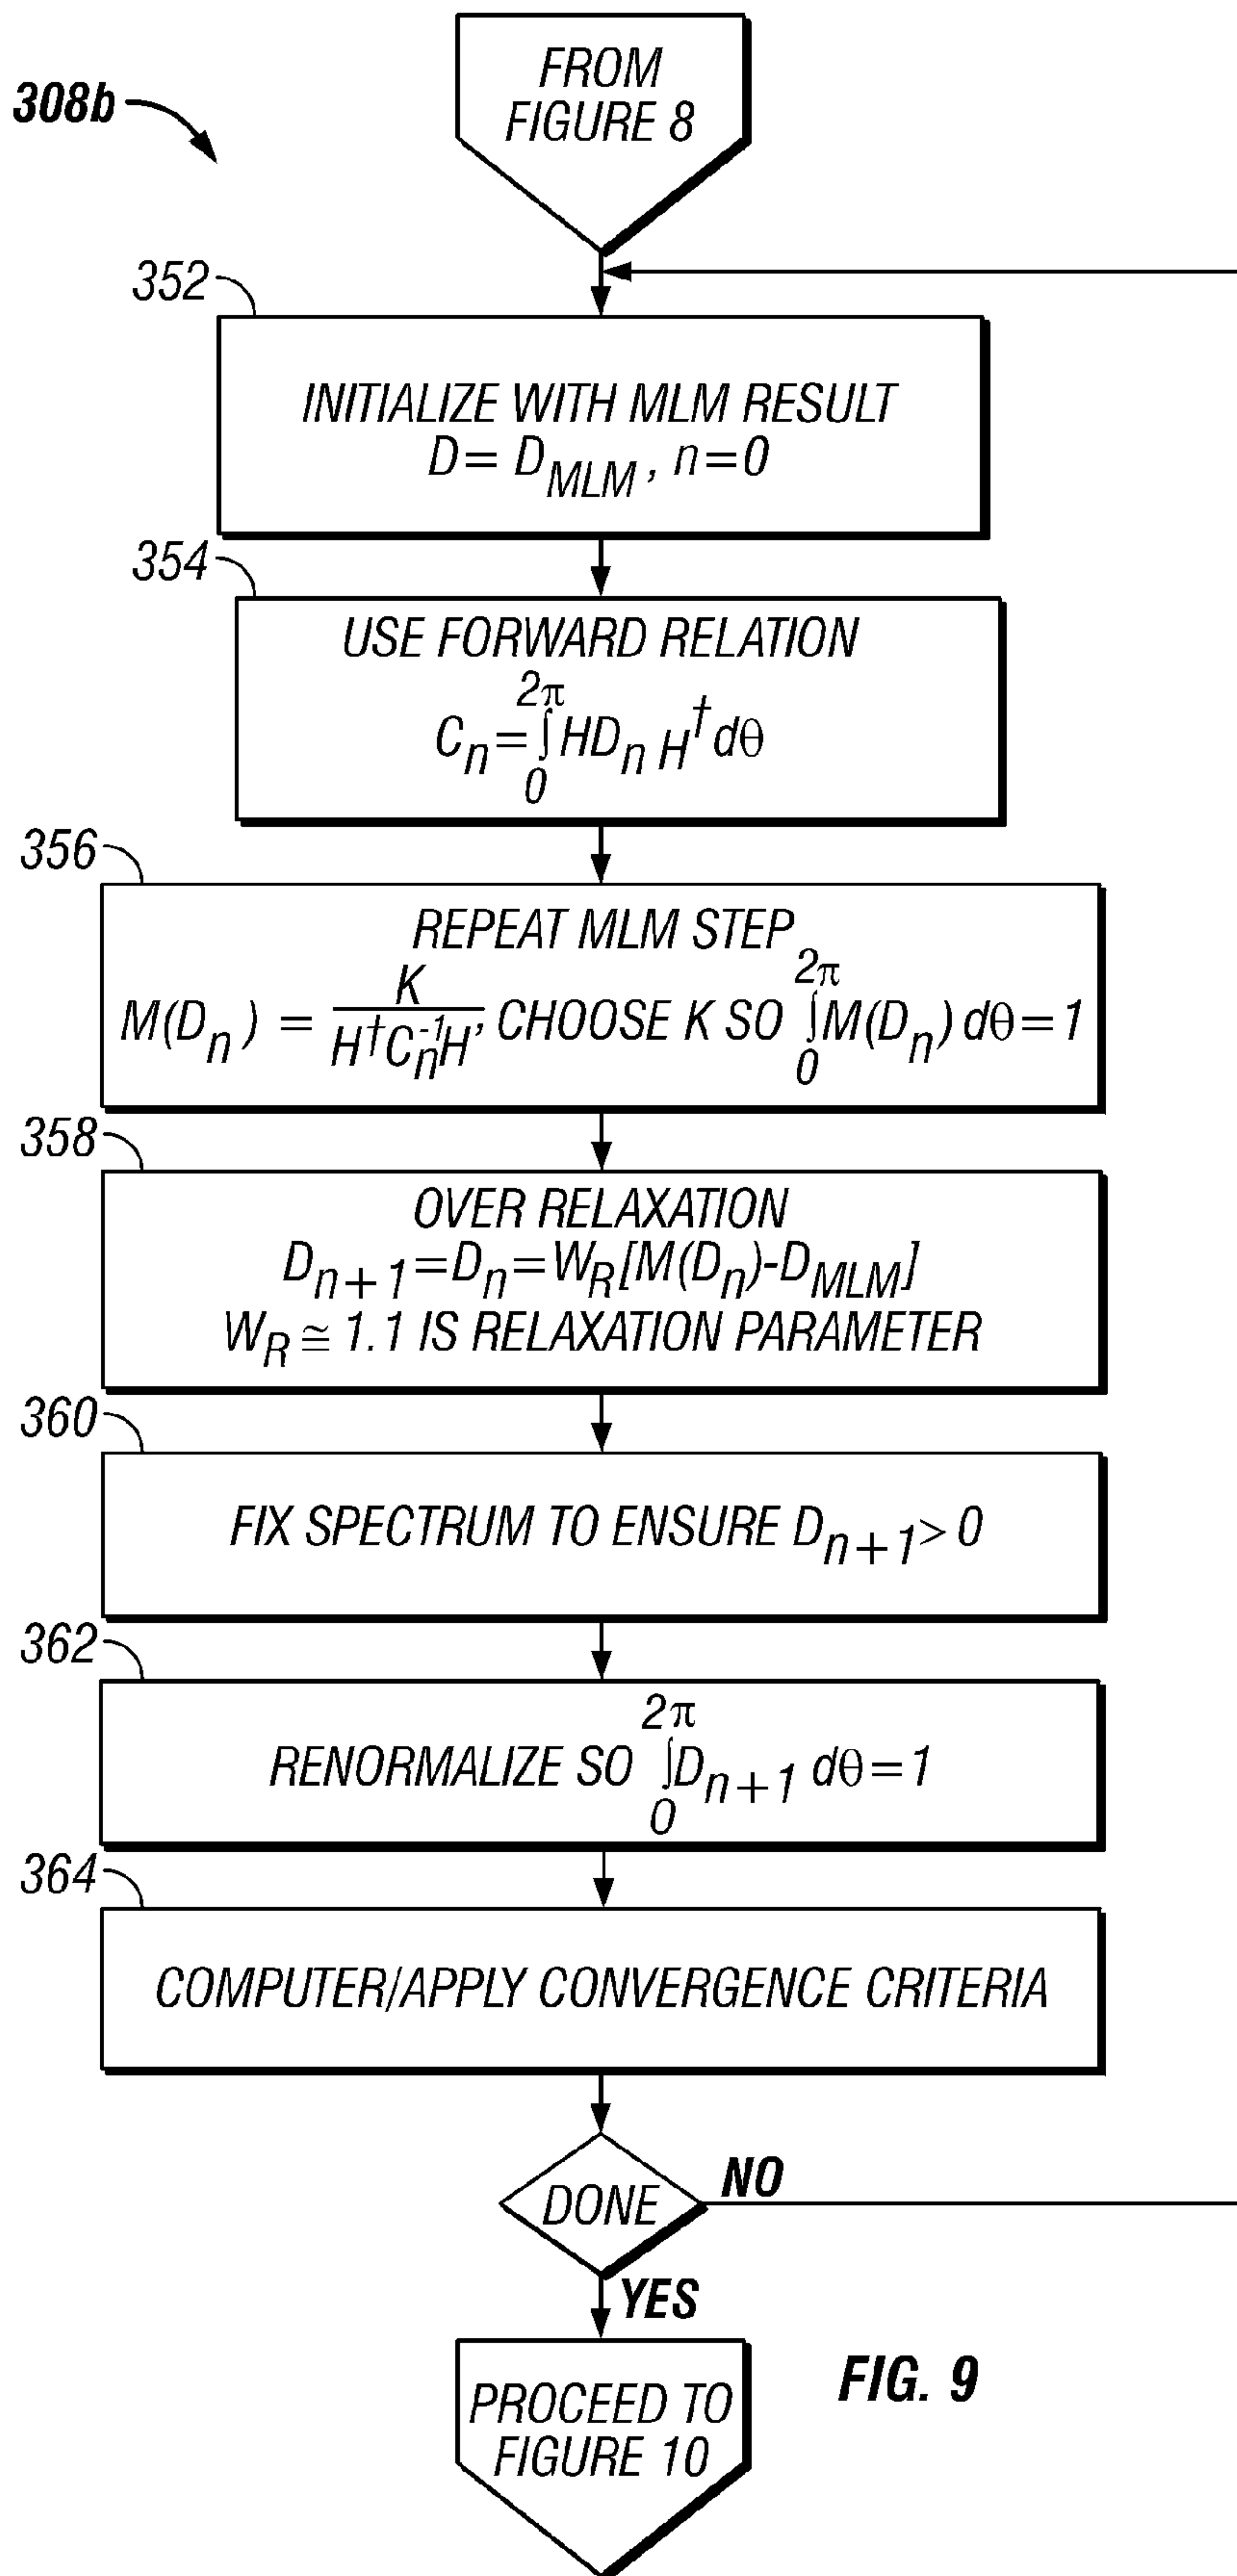 308b
FROM
FIGURE 8
352
INITIALIZE WITH MLM RESULT
D = D_MLM, n=0
354
USE FORWARD RELATION
C_n = ∫_0^2π HD_n H† dθ
356
REPEAT MLM STEP
M(D_n) = K / H†C_n^-1 H, CHOOSE K SO ∫_0^2π M(D_n) dθ = 1
358
OVER RELAXATION
D_n+1 = D_n = W_R [M(D_n) - D_MLM]
W_R ≅ 1.1 IS RELAXATION PARAMETER
360
FIX SPECTRUM TO ENSURE D_n+1 > 0
362
RENORMALIZE SO ∫_0^2π D_n+1 dθ = 1
364
COMPUTER/APPLY CONVERGENCE CRITERIA
DONE
NO
YES
PROCEED TO
FIGURE 10
FIG. 9